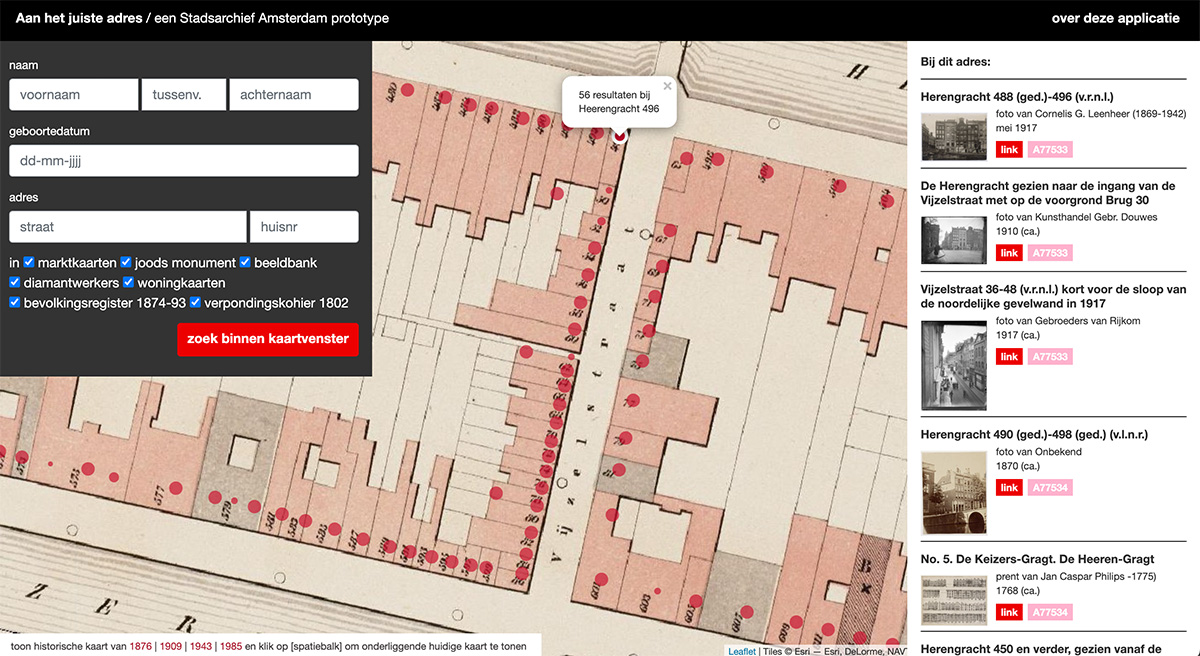 Aan het juiste adres / een Stadsarchief Amsterdam prototype
over deze applicatie
naam
voornaam
tussenv.
achternaam
geboortedatum
dd-mm-jjjj
adres
straat
huisnr
in marktkaarten joods monument beeldbank
diamantwerkers woningkaarten
bevolkingsregister 1874-93 verpondingskohier 1802
zoek binnen kaartvenster
56 resultaten bij
Heerengracht 496
×
H
Vijzelstraat
577
579
603
605
B
Z E R
toon historische kaart van 1876 | 1909 | 1943 | 1985 en klik op [spatiebalk] om onderliggende huidige kaart te tonen
Leaflet | Tiles © Esri — Esri, DeLorme, NAV
Bij dit adres:
Herengracht 488 (ged.)-496 (v.r.n.l.)
foto van Cornelis G. Leenheer (1869-1942)
mei 1917
link A77533
De Herengracht gezien naar de ingang van de
Vijzelstraat met op de voorgrond Brug 30
foto van Kunsthandel Gebr. Douwes
1910 (ca.)
link A77533
Vijzelstraat 36-48 (v.r.n.l.) kort voor de sloop van
de noordelijke gevelwand in 1917
foto van Gebroeders van Rijkom
1917 (ca.)
link A77533
Herengracht 490 (ged.)-498 (ged.) (v.l.n.r.)
foto van Onbekend
1870 (ca.)
link A77534
No. 5. De Keizers-Gragt. De Heeren-Gragt
prent van Jan Caspar Philips -1775)
1768 (ca.)
link A77534
Herengracht 450 en verder, gezien vanaf de